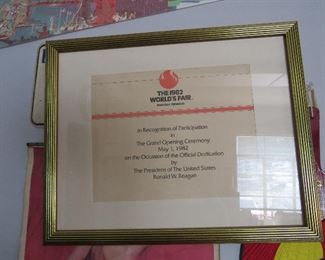 THE 1982
WORLD'S FAIR
In Recognition of Participation
in
The Grand Opening Ceremony
May 1, 1982
on the Occasion of the Official Dedication
by
The President of The United States
Ronald W. Reagan